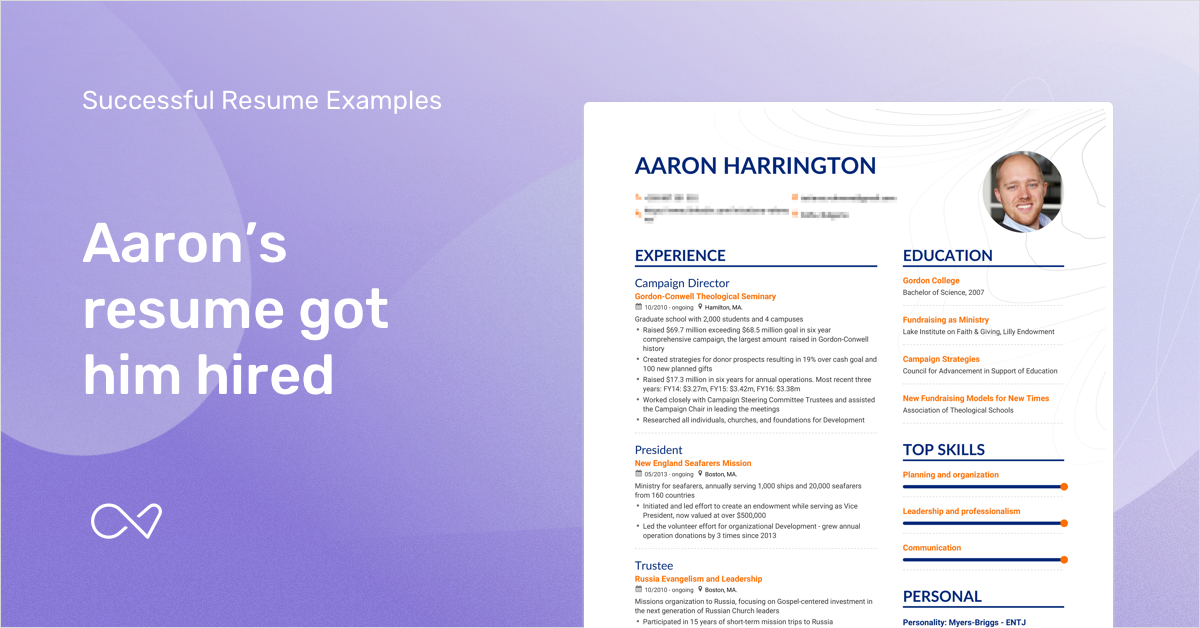 Successful Resume Examples
Aaron’s
resume got
him hired
AARON HARRINGTON
EXPERIENCE
Campaign Director
Gordon-Conwell Theological Seminary
10/2010 - ongoing Hamilton, MA.
Graduate school with 2,000 students and 4 campuses
• Raised $69.7 million exceeding $68.5 million goal in six year
comprehensive campaign, the largest amount raised in Gordon-Conwell
history
• Created strategies for donor prospects resulting in 19% over cash goal and
100 new planned gifts
• Raised $17.3 million in six years for annual operations. Most recent three
years: FY14: $3.27m, FY15: $3.42m, FY16: $3.38m
• Worked closely with Campaign Steering Committee Trustees and assisted
the Campaign Chair in leading the meetings
• Researched all individuals, churches, and foundations for Development
President
New England Seafarers Mission
05/2013 - ongoing Boston, MA.
Ministry for seafarers, annually serving 1,000 ships and 20,000 seafarers
from 160 countries
• Initiated and led effort to create an endowment while serving as Vice
President, now valued at over $500,000
• Led the volunteer effort for organizational Development - grew annual
operation donations by 3 times since 2013
Trustee
Russia Evangelism and Leadership
10/2010 - ongoing Boston, MA.
Missions organization to Russia, focusing on Gospel-centered investment in
the next generation of Russian Church leaders
• Participated in 15 years of short-term mission trips to Russia
EDUCATION
Gordon College
Bachelor of Science, 2007
Fundraising as Ministry
Lake Institute on Faith & Giving, Lilly Endowment
Campaign Strategies
Council for Advancement in Support of Education
New Fundraising Models for New Times
Association of Theological Schools
TOP SKILLS
Planning and organization
Leadership and professionalism
Communication
PERSONAL
Personality: Myers-Briggs - ENTJ